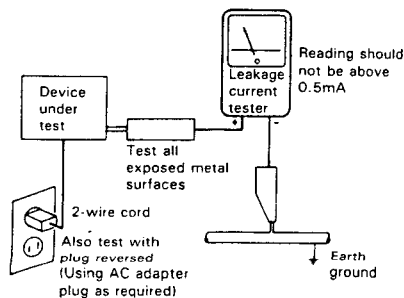 Device
under
test
Leakage
current
tester
+
-
Reading should
not be above
0.5mA
Test all
exposed metal
surfaces
2-wire cord
Also test with
plug reversed
(Using AC adapter
plug as required)
Earth
ground